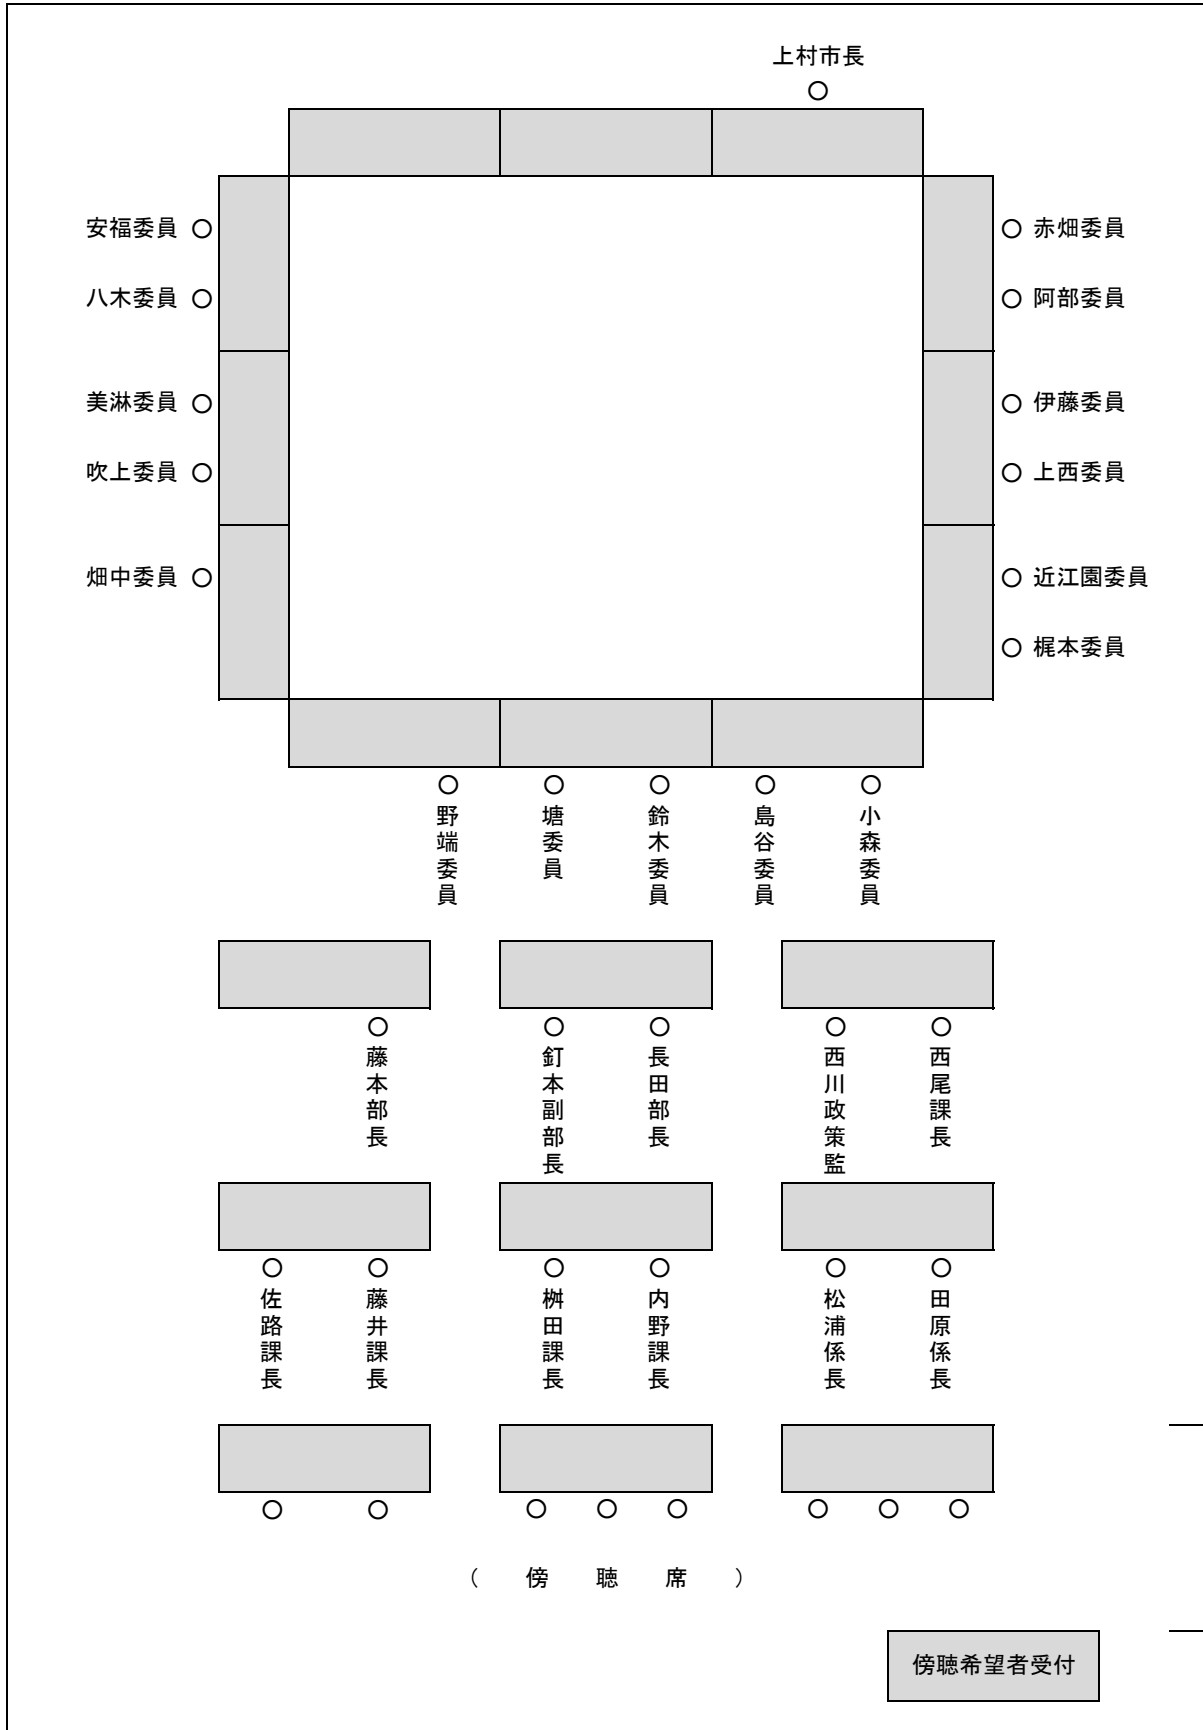 上村市長
安福委員
赤畑委員
八木委員
阿部委員
美淋委員
伊藤委員
吹上委員
上西委員
畑中委員
近江園委員
梶本委員
野端委員
塘委員
鈴木委員
島谷委員
小森委員
藤本部長
釘本副部長
長田部長
西川政策監
西尾課長
佐路課長
藤井課長
桝田課長
内野課長
松浦係長
田原係長
（　傍　聴　席　）
傍聴希望者受付